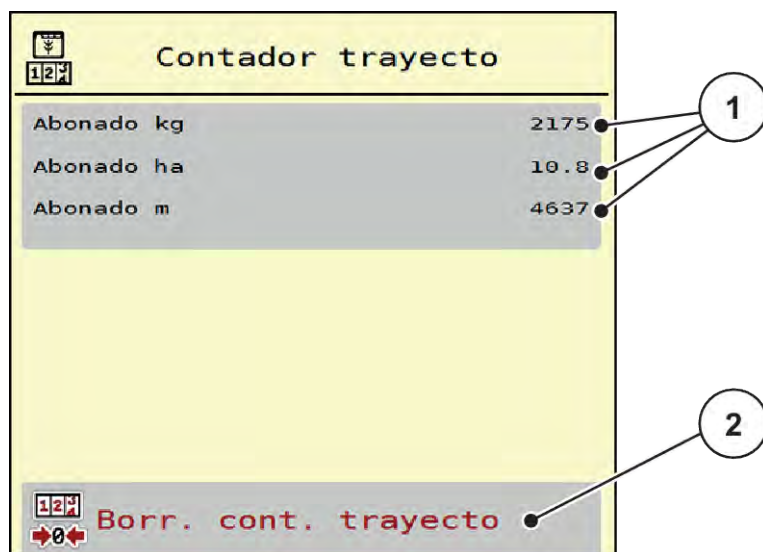 Contador trayecto
Abonado kg 2175
Abonado ha 10.8
Abonado m 4637
Borr. cont. trayecto
1
2